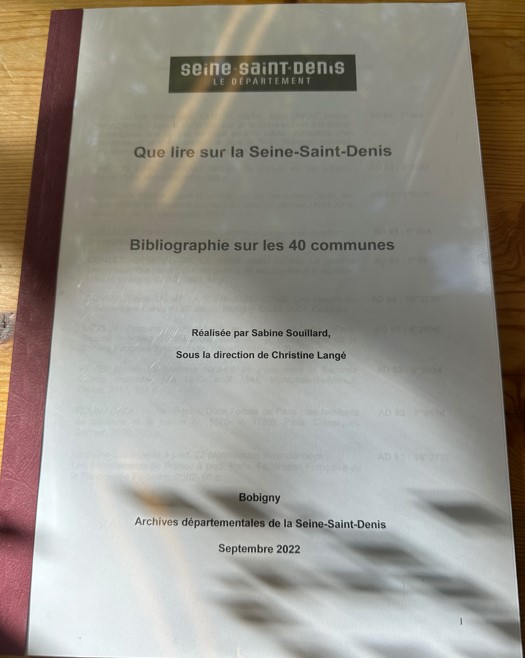 seine-saint-denis
LE DÉPARTEMENT
Que lire sur la Seine-Saint-Denis
Bibliographie sur les 40 communes
Réalisée par Sabine Souillard,
Sous la direction de Christine Langé
Bobigny
Archives départementales de la Seine-Saint-Denis
Septembre 2022
1